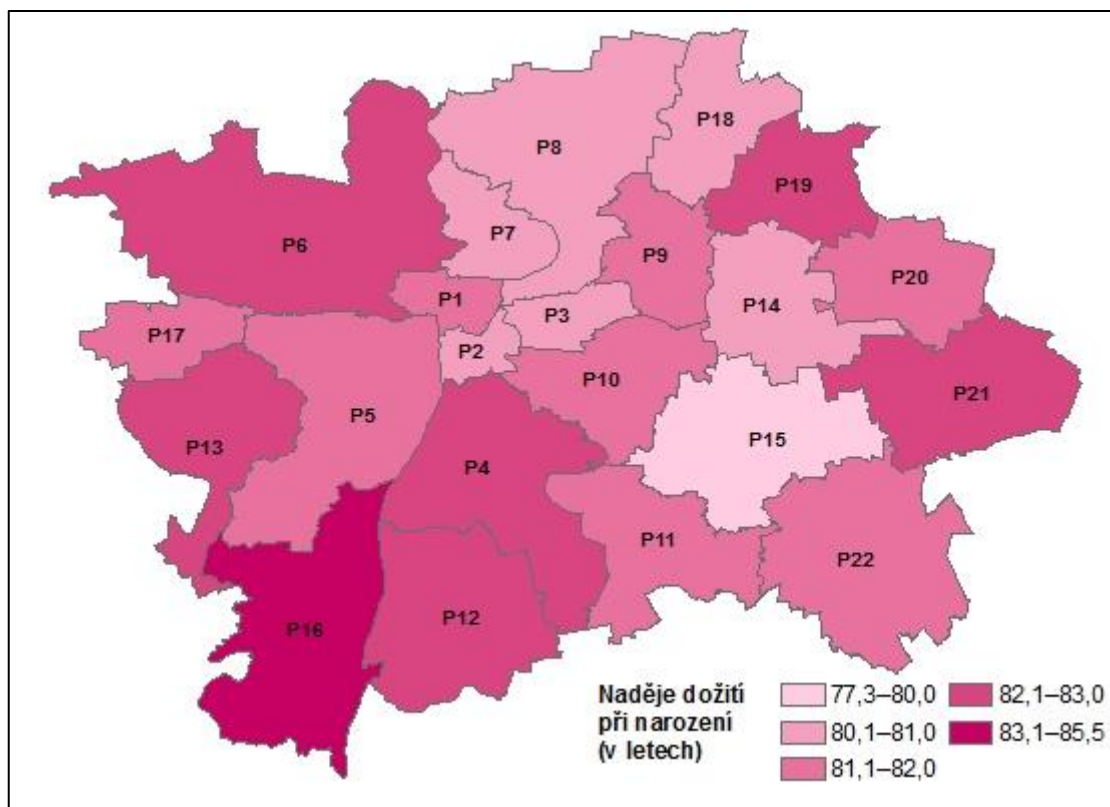 P18
P8
P19
P6
P7
P9
P20
P1
P14
P3
P17
P2
P10
P21
P5
P15
P13
P4
P11
P22
P12
P16
Naděje dožití
při narození
(v letech)
77,3–80,0
80,1–81,0
81,1–82,0
82,1–83,0
83,1–85,5